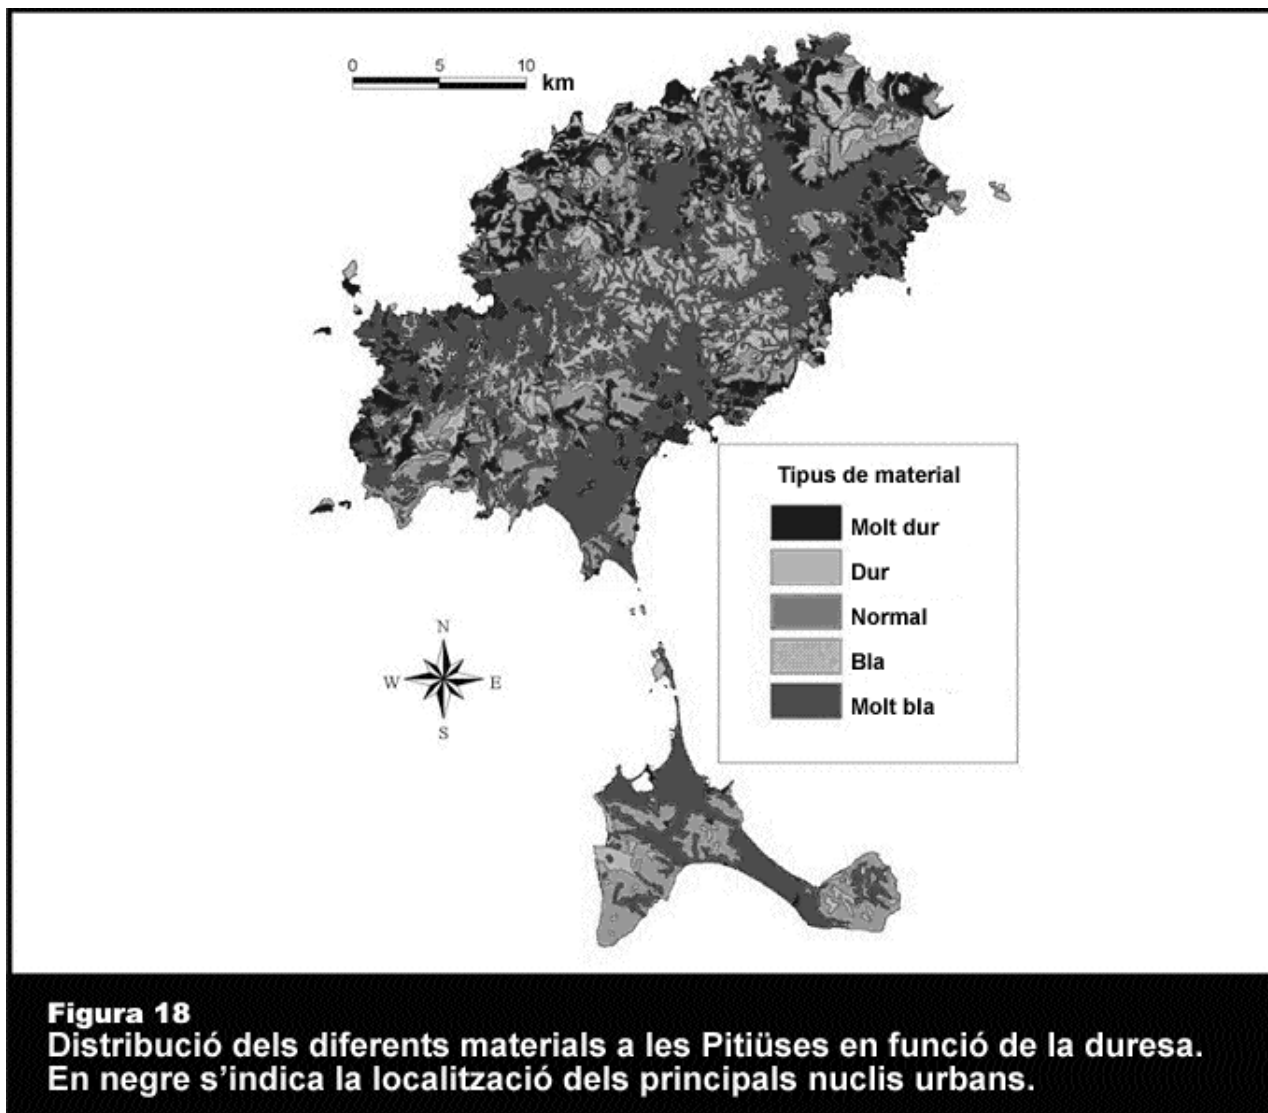 0 5 10
km
Tipus de material
Molt dur
Dur
Normal
Bla
Molt bla
N
W E
S
Figura 18
Distribució dels diferents materials a les Pitiüses en funció de la duresa.
En negre s'indica la localització dels principals nuclis urbans.